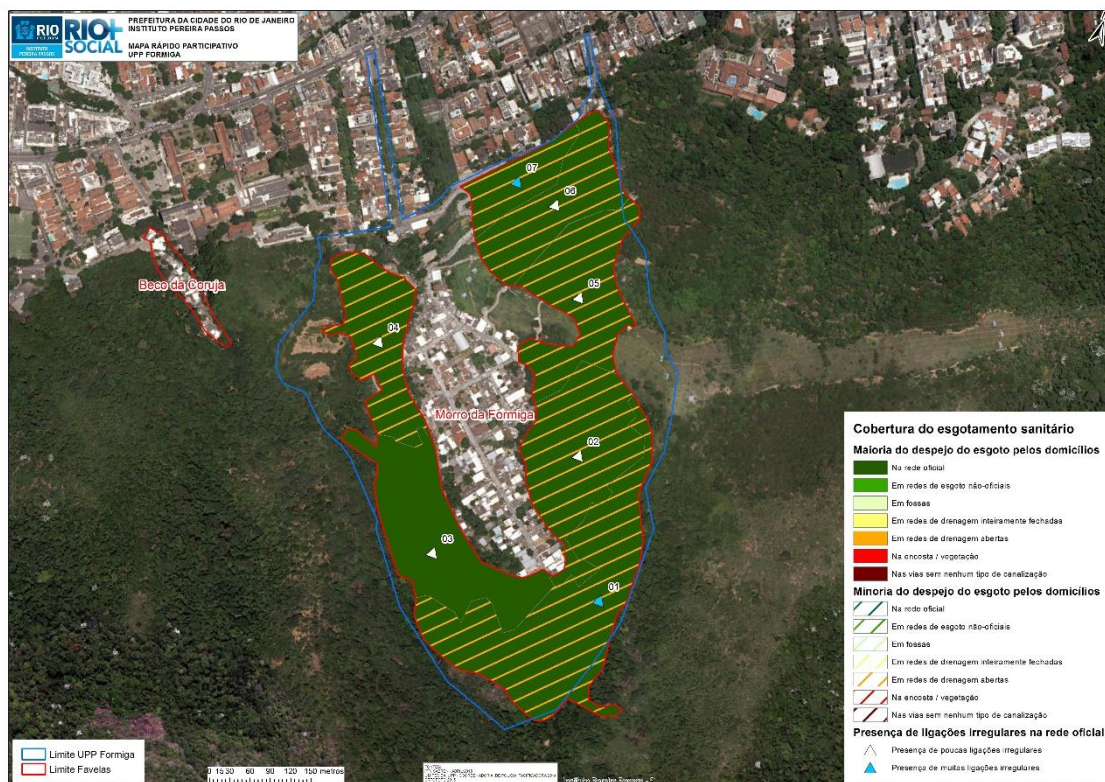 RIO
INSTITUTO
PEREIRA PASSOS
RIO+
SOCIAL
PREFEITURA DA CIDADE DO RIO DE JANEIRO
INSTITUTO PEREIRA PASSOS
MAPA RÁPIDO PARTICIPATIVO
UPP FORMIGA
07
06
Beco da Coruja
05
04
Morro da Formiga
02
03
01
Cobertura do esgotamento sanitário
Maioria do despejo do esgoto pelos domicílios
Na rede oficial
Em redes de esgoto não-oficiais
Em fossas
Em redes de drenagem inteiramente fechadas
Em redes de drenagem abertas
Na encosta / vegetação
Nas vias sem nenhum tipo de canalização
Minoria do despejo do esgoto pelos domicílios
Na rede oficial
Em redes de esgoto não-oficiais
Em fossas
Em redes de drenagem inteiramente fechadas
Em redes de drenagem abertas
Na encosta / vegetação
Nas vias sem nenhum tipo de canalização
Presença de ligações irregulares na rede oficial
Presença de poucas ligações irregulares
Presença de muitas ligações irregulares
Limite UPP Formiga
Limite Favelas
0 15 30 60 90 120 150 metros